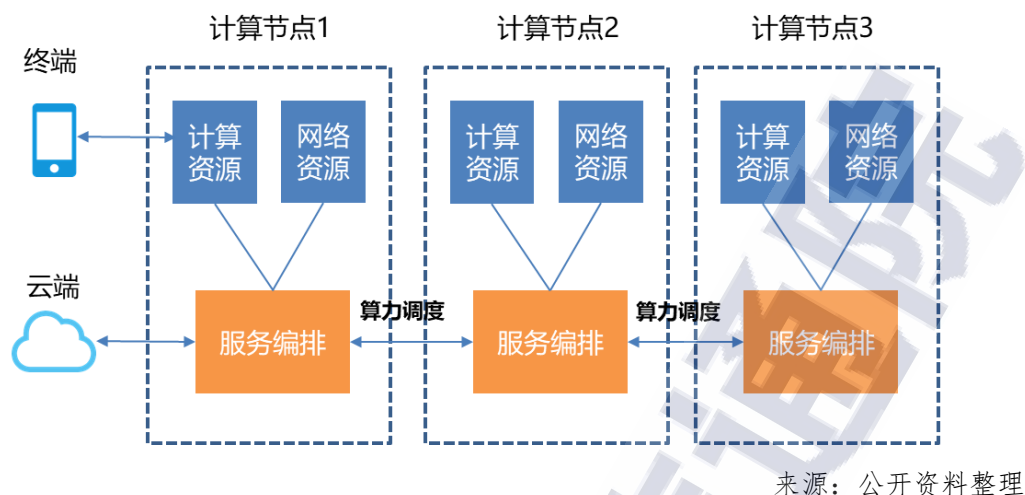 计算节点1
计算节点2
计算节点3
终端
计算
资源
网络
资源
计算
资源
网络
资源
计算
资源
网络
资源
云端
算力调度
算力调度
服务编排
服务编排
服务编排
来源：公开资料整理